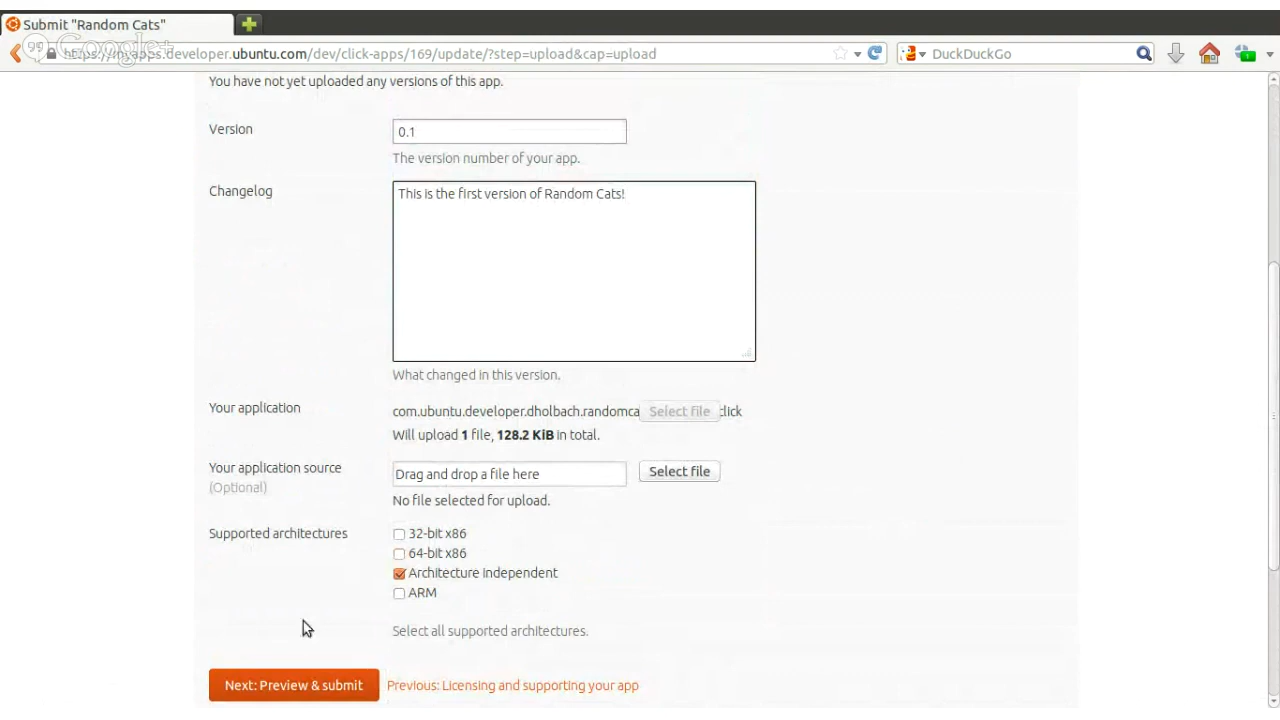 Submit "Random Cats"
Google+
https://myapps.developer.ubuntu.com/dev/click-apps/169/update/?step=upload&cap=upload
DuckDuckGo
You have not yet uploaded any versions of this app.
Version
0.1
The version number of your app.
Changelog
This is the first version of Random Cats!
What changed in this version.
Your application
com.ubuntu.developer.dholbach.randomca Select file click
Will upload 1 file, 128.2 KiB in total.
Your application source
(Optional)
Drag and drop a file here
Select file
No file selected for upload.
Supported architectures
32-bit x86
64-bit x86
Architecture independent
ARM
Select all supported architectures.
Next: Preview & submit
Previous: Licensing and supporting your app